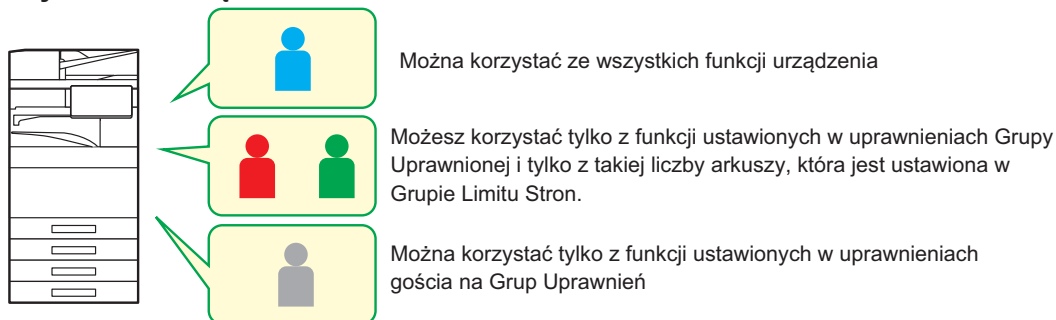 Można korzystać ze wszystkich funkcji urządzenia
Możesz korzystać tylko z funkcji ustawionych w uprawnieniach Grupy
Uprawnionej i tylko z takiej liczby arkuszy, która jest ustawiona w
Grupie Limitu Stron.
Można korzystać tylko z funkcji ustawionych w uprawnieniach
gościa na Grup Uprawnień